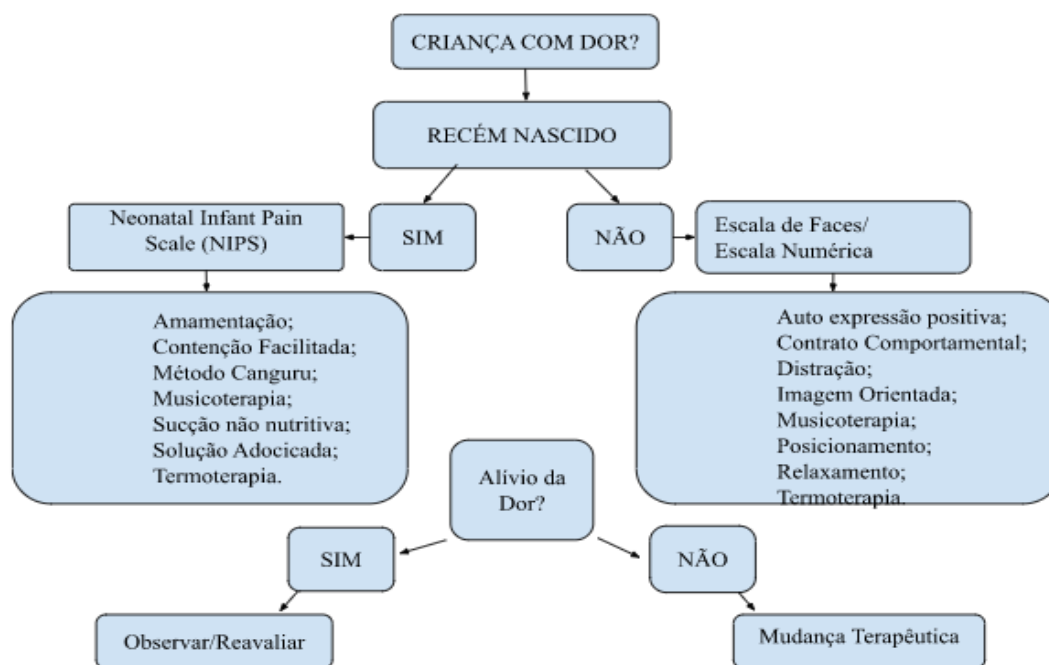 CRIANÇA COM DOR?
RECÉM NASCIDO
Neonatal Infant Pain
Scale (NIPS)
SIM
NÃO
Escala de Faces/
Escala Numérica
Amamentação;
Contenção Facilitada;
Método Canguru;
Musicoterapia;
Sucção não nutritiva;
Solução Adocicada;
Termoterapia.
Auto expressão positiva;
Contrato Comportamental;
Distração;
Imagem Orientada;
Musicoterapia;
Posicionamento;
Relaxamento;
Termoterapia.
Alívio da
Dor?
SIM
NÃO
Observar/Reavaliar
Mudança Terapêutica